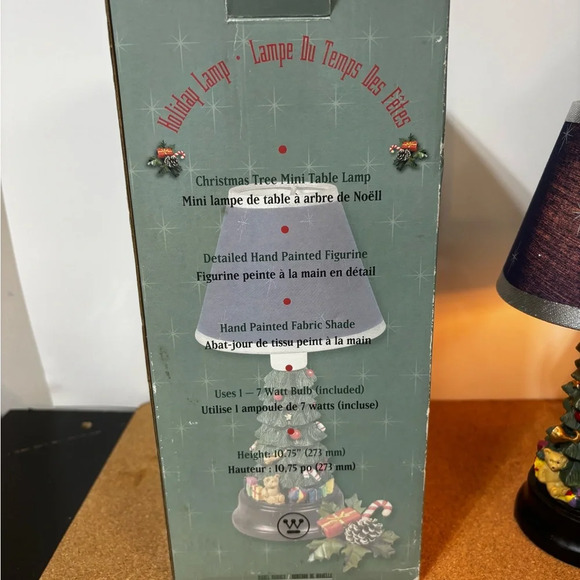 Holiday Lamp • Lampe Du Temps Des Fêtes
Christmas Tree Mini Table Lamp
Mini lampe de table à arbre de Noëll
Detailed Hand Painted Figurine
Figurine peinte à la main en détail
Hand Painted Fabric Shade
Abat-jour de tissu peint à la main
Uses 1 – 7 Watt Bulb (included)
Utilise 1 ampoule de 7 watts (incluse)
Height: 10.75" (273 mm)
Hauteur : 10,75 po (273 mm)
W